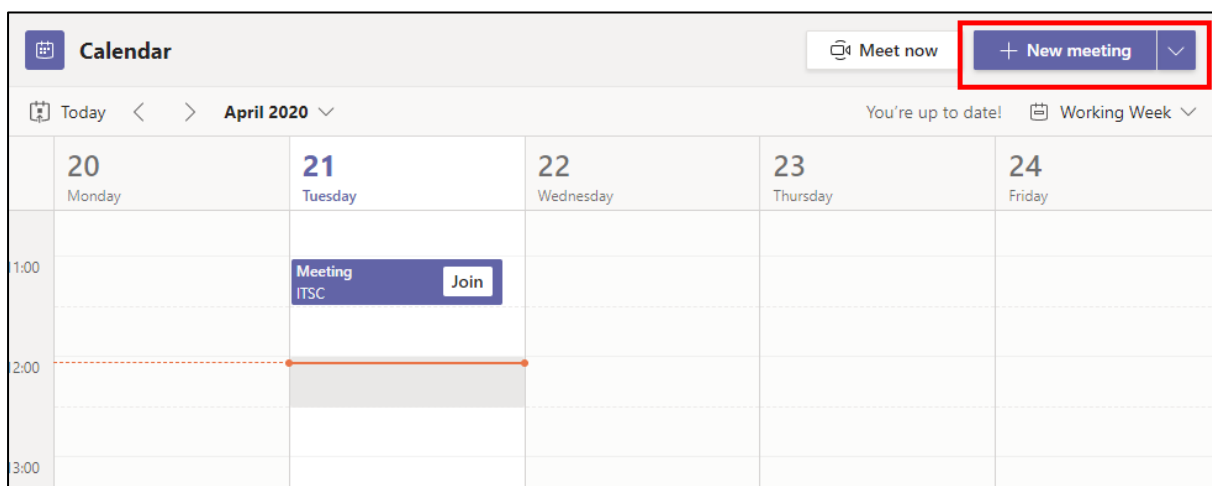 Calendar
Meet now
+ New meeting
Today
April 2020
You're up to date!
Working Week
20
Monday
21
Tuesday
22
Wednesday
23
Thursday
24
Friday
11:00
Meeting
ITSC
Join
12:00
13:00